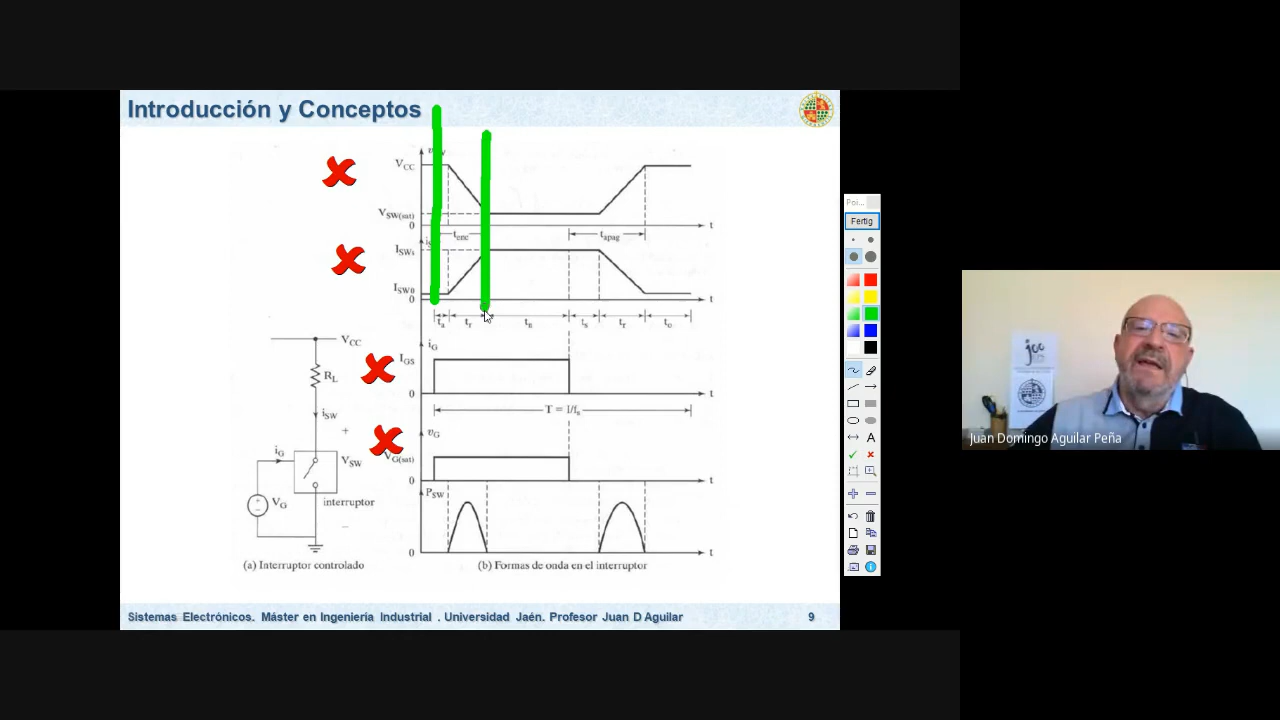 Introducción y Conceptos
V_CC
V_SW(sat)
0
t
t_enc
t_apag
I_SWs
I_SW0
0
t
t_r
t_n
t_s
t_f
t_o
i_G
I_GS
0
t
T = 1/f_s
v_G
V_G(sat)
0
t
P_SW
0
t
V_CC
R_L
i_SW
+
i_G
V_SW
V_G
interruptor
−
(a) Interruptor controlado
(b) Formas de onda en el interruptor
Sistemas Electrónicos. Máster en Ingeniería Industrial . Universidad Jaén. Profesor Juan D Aguilar
9
Poi...
Fertig
A
Juan Domingo Aguilar Peña